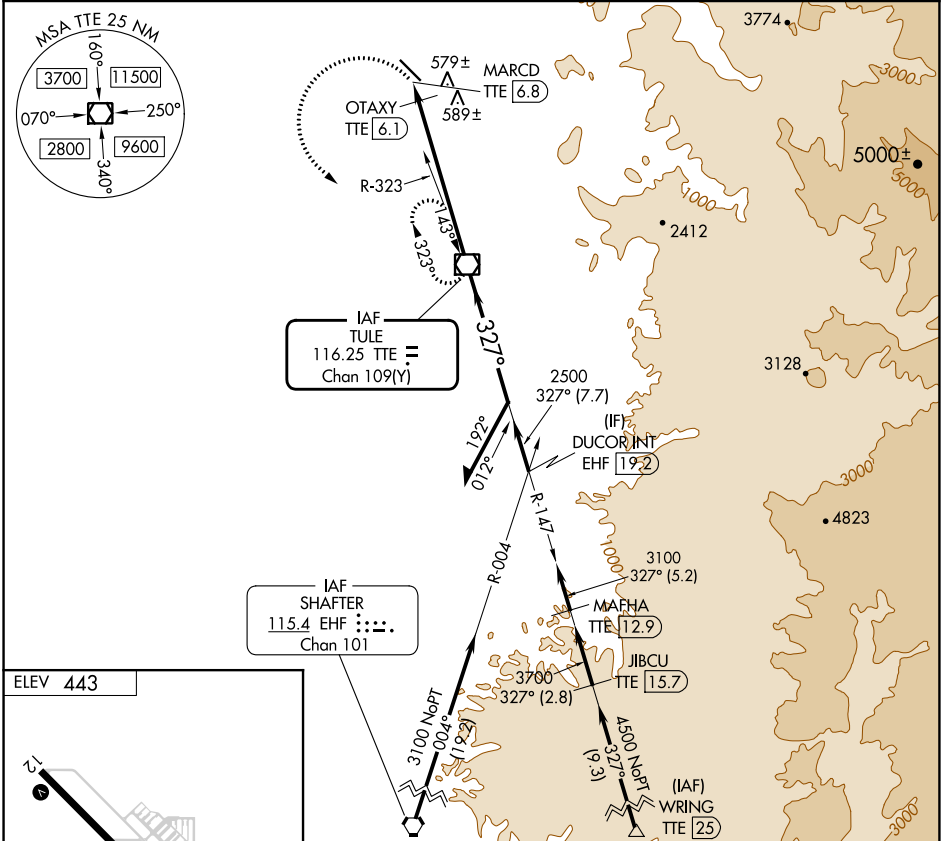 MSA TTE 25 NM
160°
3700
11500
070°
250°
2800
9600
340°
3774
3000
579±
MARCD
TTE 6.8
OTAXY
TTE 6.1
589±
5000±
5000
R-323
1000
143°
2412
323°
IAF
TULE
116.25 TTE
Chan 109(Y)
327°
3128
2500
327° (7.7)
(IF)
DUCOR INT
EHF 19.2
192°
012°
3000
R-147
4823
R-004
1000
3100
327° (5.2)
IAF
SHAFTER
115.4 EHF
Chan 101
MAFHA
TTE 12.9
JIBCU
TTE 15.7
3700
327° (2.8)
ELEV 443
3100 NoPT
004°
(19.2)
4500 NoPT
327°
(9.3)
(IAF)
WRING
TTE 25
12
V
3000